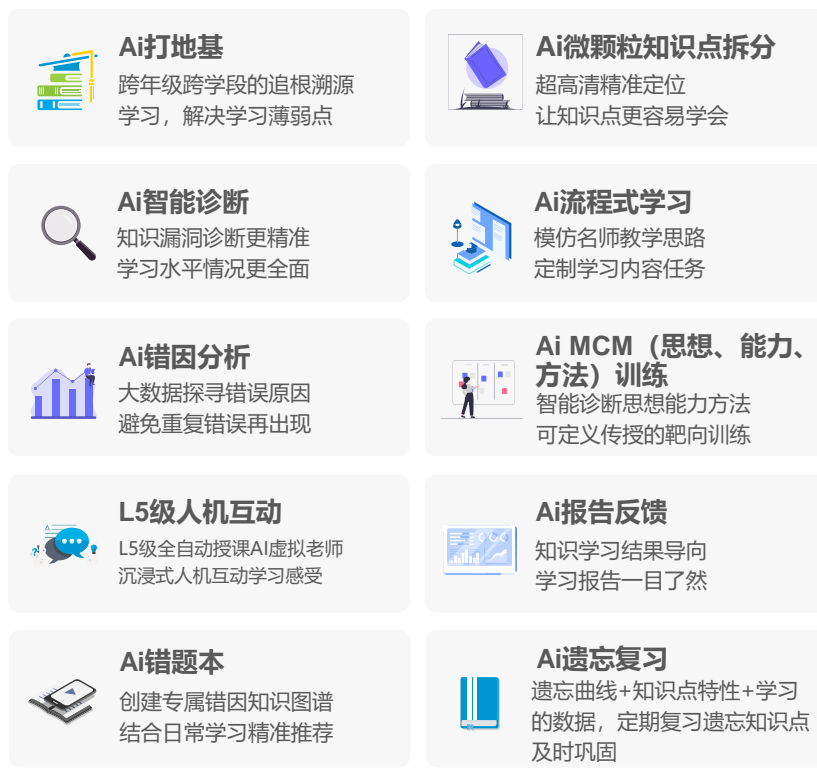 Ai打地基
跨年级跨学段的追根溯源
学习，解决学习薄弱点
Ai微颗粒知识点拆分
超高清精准定位
让知识点更容易学会
Ai智能诊断
知识漏洞诊断更精准
学习水平情况更全面
Ai流程式学习
模仿名师教学思路
定制学习内容任务
Ai错因分析
大数据探寻错误原因
避免重复错误再出现
Ai MCM（思想、能力、
方法）训练
智能诊断思想能力方法
可定义传授的靶向训练
L5级人机互动
L5级全自动授课AI虚拟老师
沉浸式人机互动学习感受
Ai报告反馈
知识学习结果导向
学习报告一目了然
Ai错题本
创建专属错因知识图谱
结合日常学习精准推荐
Ai遗忘复习
遗忘曲线+知识点特性+学习
的数据，定期复习遗忘知识点
及时巩固